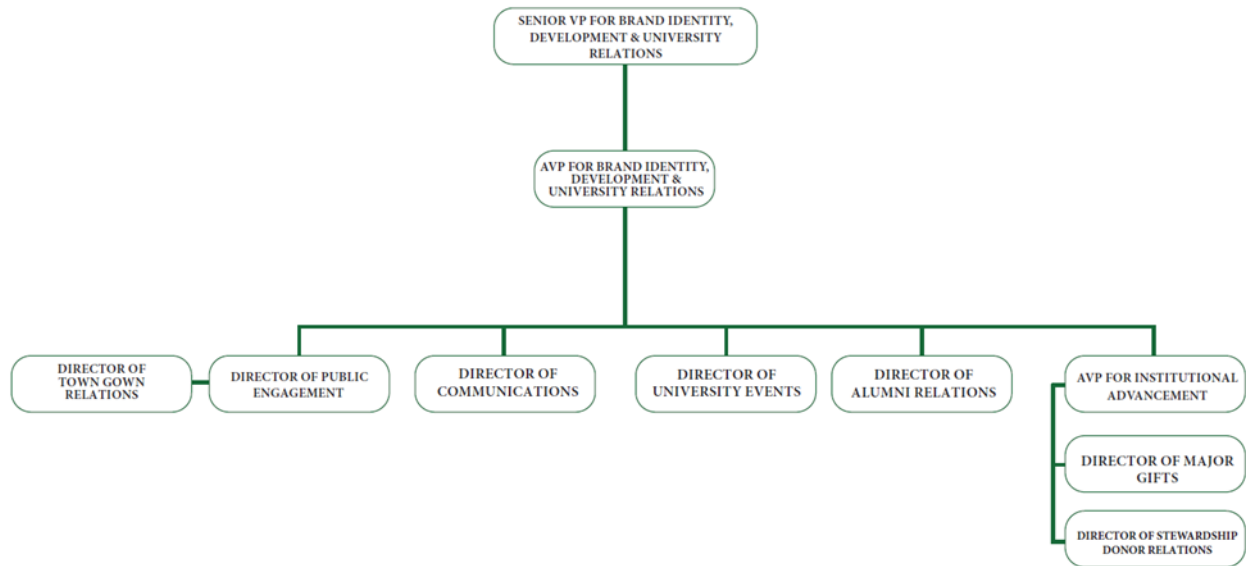 SENIOR VP FOR BRAND IDENTITY,
DEVELOPMENT & UNIVERSITY
RELATIONS
AVP FOR BRAND IDENTITY,
DEVELOPMENT &
UNIVERSITY RELATIONS
DIRECTOR OF
TOWN GOWN
RELATIONS
DIRECTOR OF PUBLIC
ENGAGEMENT
DIRECTOR OF
COMMUNICATIONS
DIRECTOR OF
UNIVERSITY EVENTS
DIRECTOR OF
ALUMNI RELATIONS
AVP FOR INSTITUTIONAL
ADVANCEMENT
DIRECTOR OF MAJOR
GIFTS
DIRECTOR OF STEWARDSHIP
DONOR RELATIONS